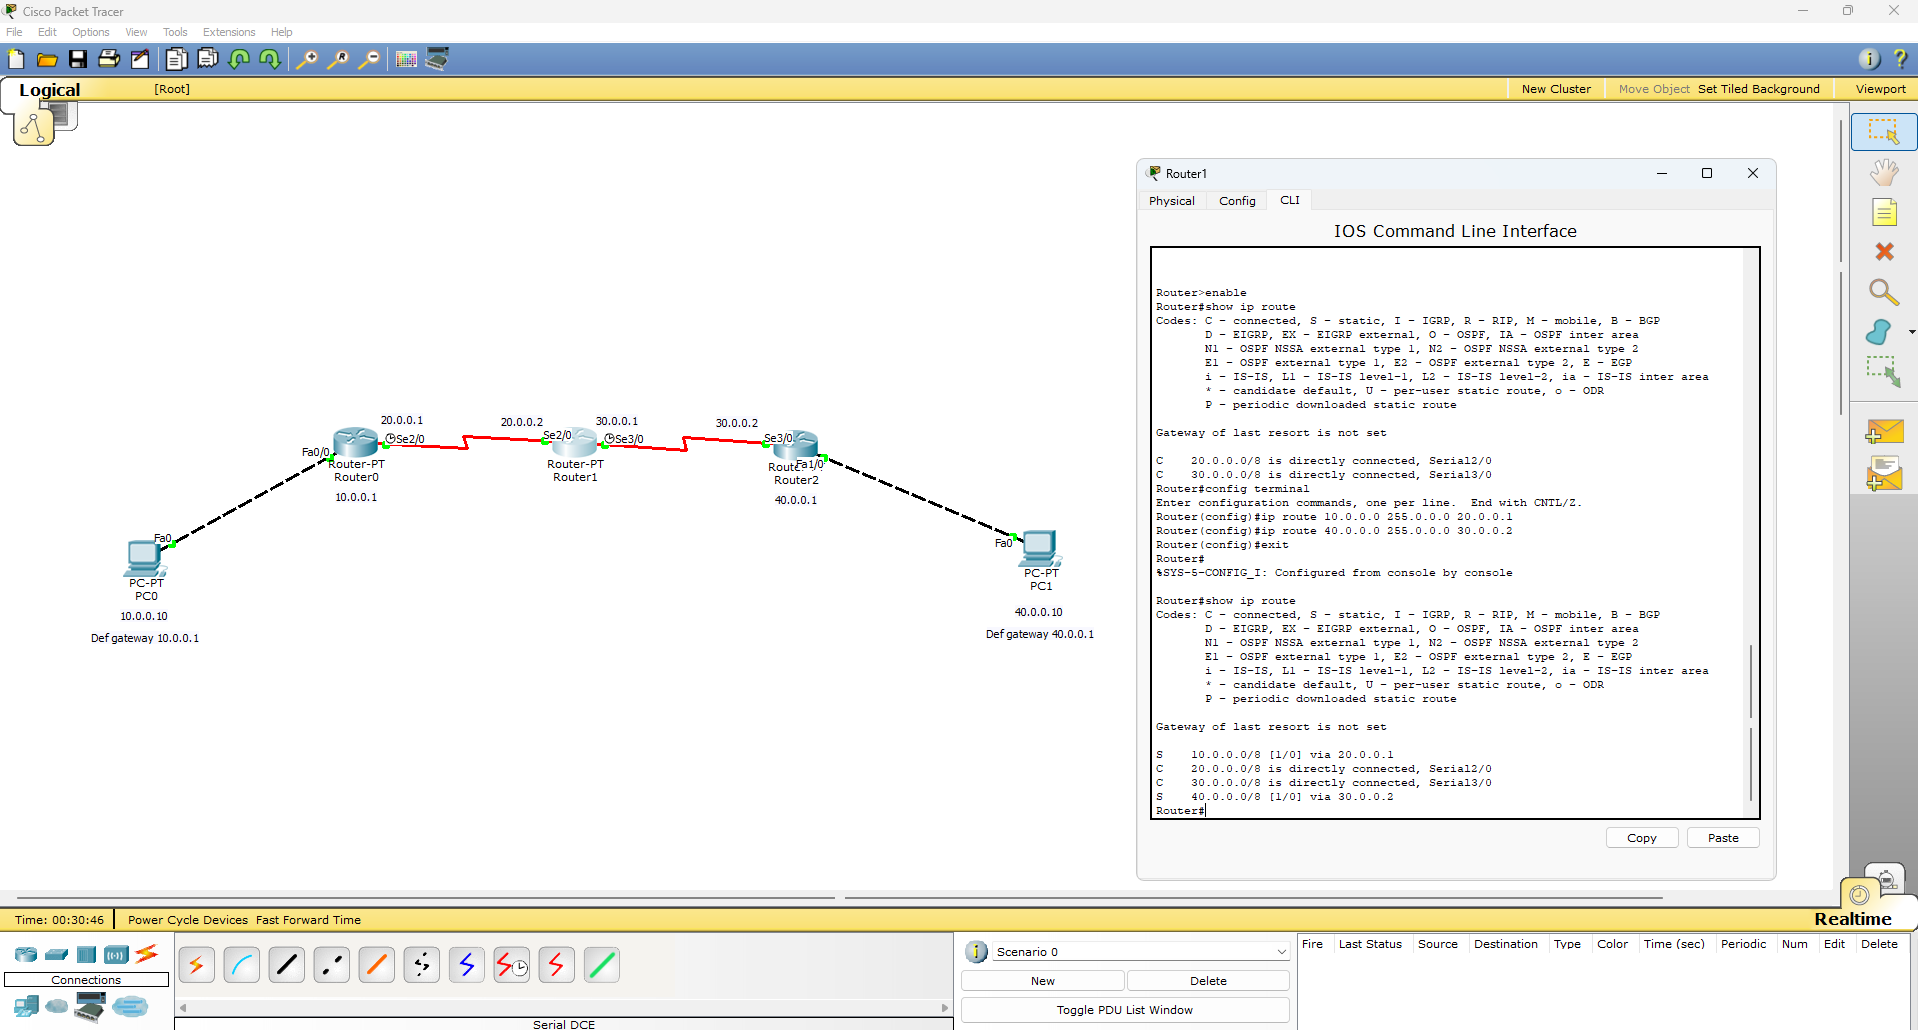 Cisco Packet Tracer
File Edit Options View Tools Extensions Help
Logical
[Root]
New Cluster
Move Object
Set Tiled Background
Viewport
20.0.0.1
20.0.0.2
30.0.0.1
30.0.0.2
Fa0/0
Se2/0
Se2/0
Se3/0
Se3/0
Fa1/0
Router-PT
Router0
10.0.0.1
Router-PT
Router1
Router2
40.0.0.1
Fa0
PC-PT
PC0
10.0.0.10
Def gateway 10.0.0.1
Fa0
PC-PT
PC1
40.0.0.10
Def gateway 40.0.0.1
Router1
Physical Config CLI
IOS Command Line Interface
Router>enable
Router#show ip route
Codes: C - connected, S - static, I - IGRP, R - RIP, M - mobile, B - BGP
D - EIGRP, EX - EIGRP external, O - OSPF, IA - OSPF inter area
N1 - OSPF NSSA external type 1, N2 - OSPF NSSA external type 2
E1 - OSPF external type 1, E2 - OSPF external type 2, E - EGP
i - IS-IS, L1 - IS-IS level-1, L2 - IS-IS level-2, ia - IS-IS inter area
* - candidate default, U - per-user static route, o - ODR
P - periodic downloaded static route
Gateway of last resort is not set
C 20.0.0.0/8 is directly connected, Serial2/0
C 30.0.0.0/8 is directly connected, Serial3/0
Router#config terminal
Enter configuration commands, one per line. End with CNTL/Z.
Router(config)#ip route 10.0.0.0 255.0.0.0 20.0.0.1
Router(config)#ip route 40.0.0.0 255.0.0.0 30.0.0.2
Router(config)#exit
Router#
%SYS-5-CONFIG_I: Configured from console by console
Router#show ip route
Codes: C - connected, S - static, I - IGRP, R - RIP, M - mobile, B - BGP
D - EIGRP, EX - EIGRP external, O - OSPF, IA - OSPF inter area
N1 - OSPF NSSA external type 1, N2 - OSPF NSSA external type 2
E1 - OSPF external type 1, E2 - OSPF external type 2, E - EGP
i - IS-IS, L1 - IS-IS level-1, L2 - IS-IS level-2, ia - IS-IS inter area
* - candidate default, U - per-user static route, o - ODR
P - periodic downloaded static route
Gateway of last resort is not set
S 10.0.0.0/8 [1/0] via 20.0.0.1
C 20.0.0.0/8 is directly connected, Serial2/0
C 30.0.0.0/8 is directly connected, Serial3/0
S 40.0.0.0/8 [1/0] via 30.0.0.2
Router#
Copy Paste
Time: 00:30:46
Power Cycle Devices Fast Forward Time
Realtime
Connections
Serial DCE
Scenario 0
New Delete
Toggle PDU List Window
Fire Last Status Source Destination Type Color Time (sec) Periodic Num Edit Delete